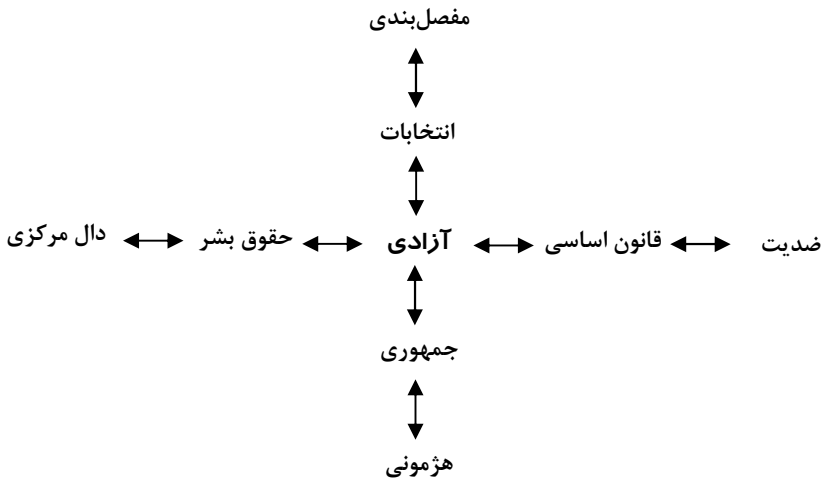 مفصل‌بندی
انتخابات
ضدیت قانون اساسی آزادی حقوق بشر دال مرکزی
جمهوری
هژمونی